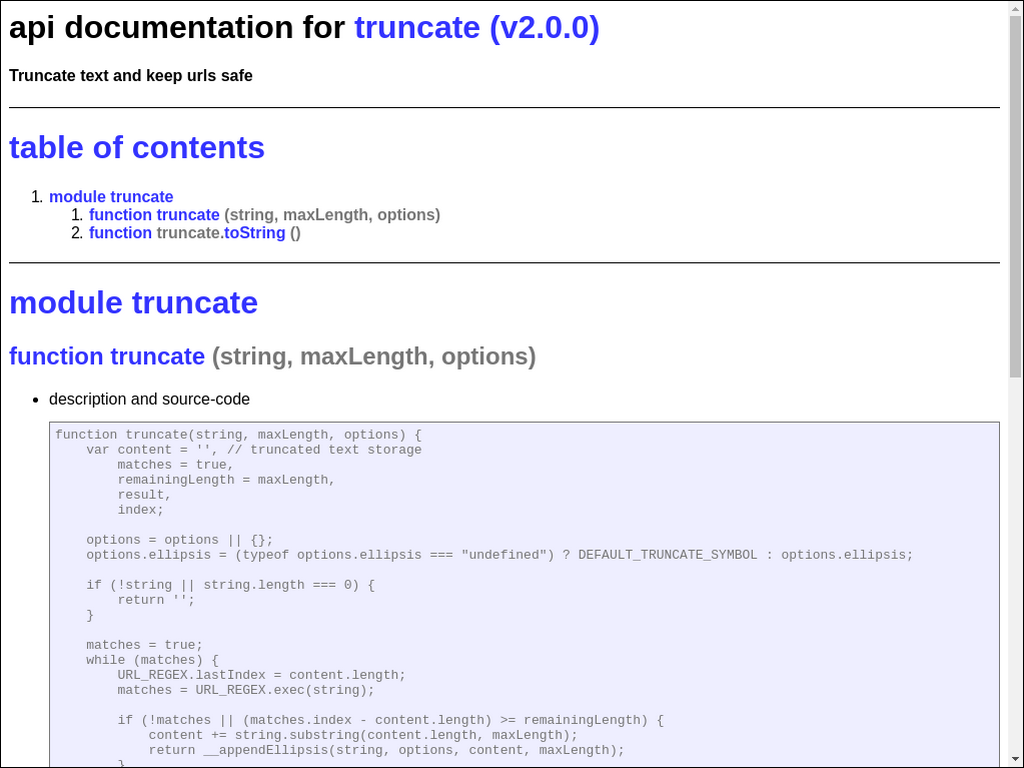 api documentation for truncate (v2.0.0)
Truncate text and keep urls safe
table of contents
1. module truncate
1. function truncate (string, maxLength, options)
2. function truncate.toString ()
module truncate
function truncate (string, maxLength, options)
• description and source-code
function truncate(string, maxLength, options) {
    var content = '', // truncated text storage
        matches = true,
        remainingLength = maxLength,
        result,
        index;

    options = options || {};
    options.ellipsis = (typeof options.ellipsis === "undefined") ? DEFAULT_TRUNCATE_SYMBOL : options.ellipsis;

    if (!string || string.length === 0) {
        return '';
    }

    matches = true;
    while (matches) {
        URL_REGEX.lastIndex = content.length;
        matches = URL_REGEX.exec(string);

        if (!matches || (matches.index - content.length) >= remainingLength) {
            content += string.substring(content.length, maxLength);
            return __appendEllipsis(string, options, content, maxLength);
        }